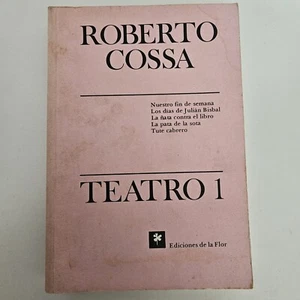 ROBERTO
COSSA
Nuestro fin de semana
Los días de Julián Bisbal
La ñata contra el libro
La pata de la sota
Tute cabrero
TEATRO 1
Ediciones de la Flor